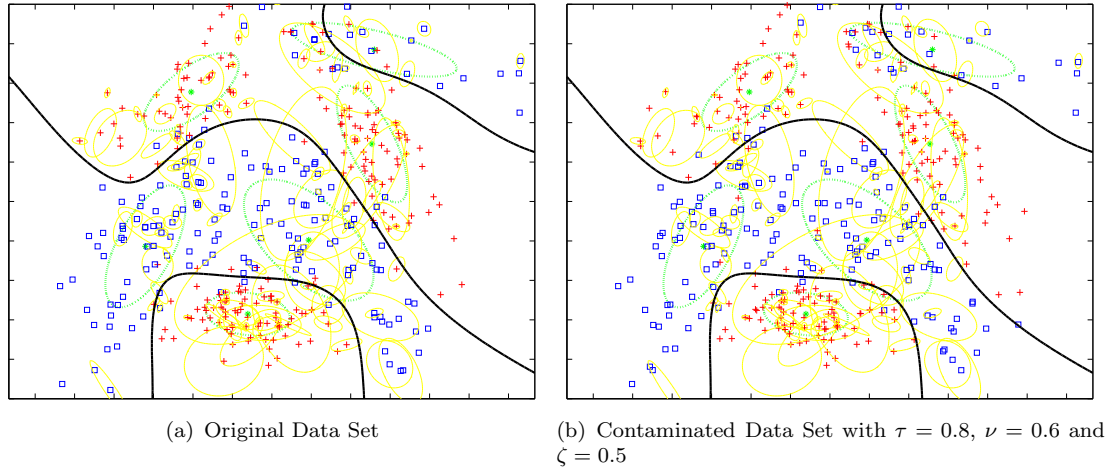 (a) Original Data Set
(b) Contaminated Data Set with τ = 0.8, ν = 0.6 and
ζ = 0.5